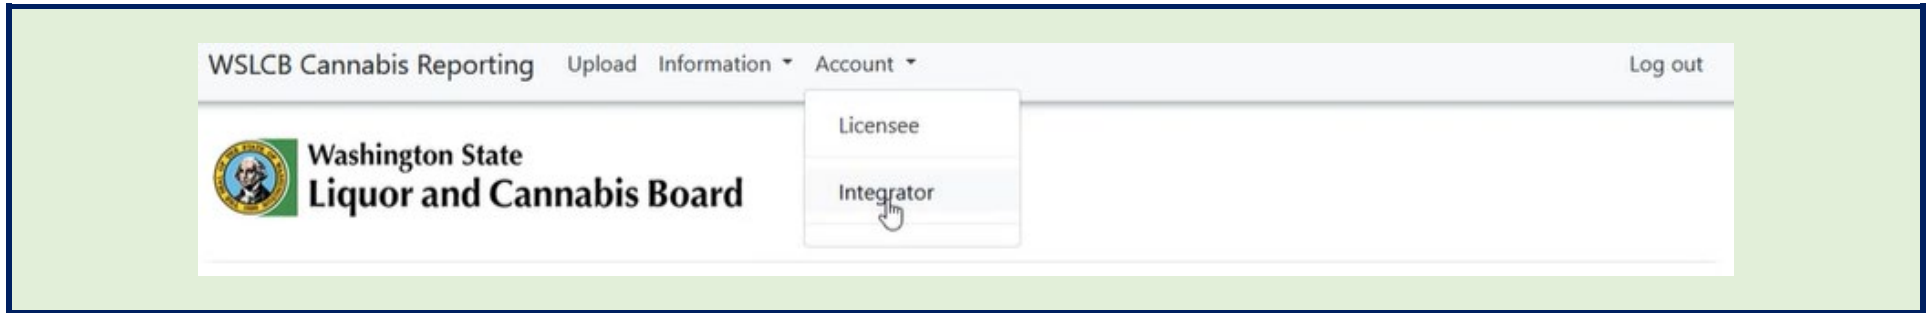 WSLCB Cannabis Reporting Upload Information Account Log out
Licensee
Integrator
Washington State
Liquor and Cannabis Board